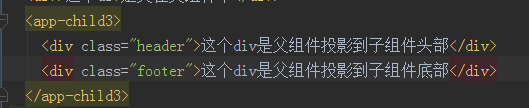 <app-child3>
<div class="header">这个div是父组件投影到子组件头部</div>
<div class="footer">这个div是父组件投影到子组件底部</div>
</app-child3>